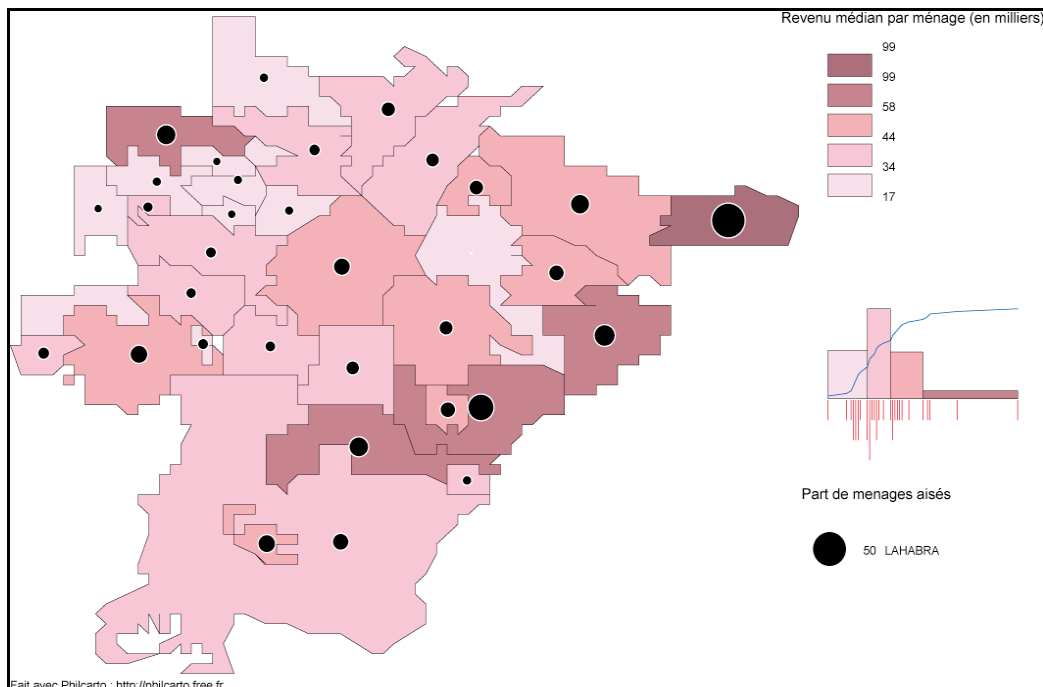 Revenu médian par ménage (en milliers)
99
99
58
44
34
17
Part de menages aisés
50 LAHABRA
Fait avec Philcarto : http://philcarto.free.fr